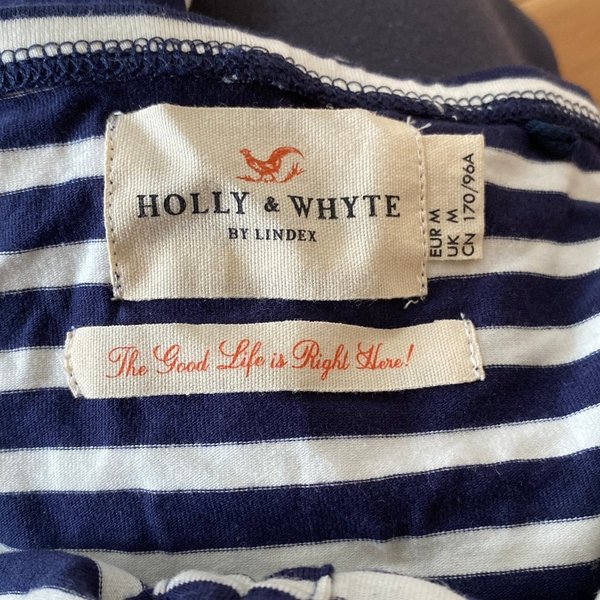 HOLLY & WHYTE
BY LINDEX
EUR M
UK M
CN 170/96A
The Good Life is Right Here!